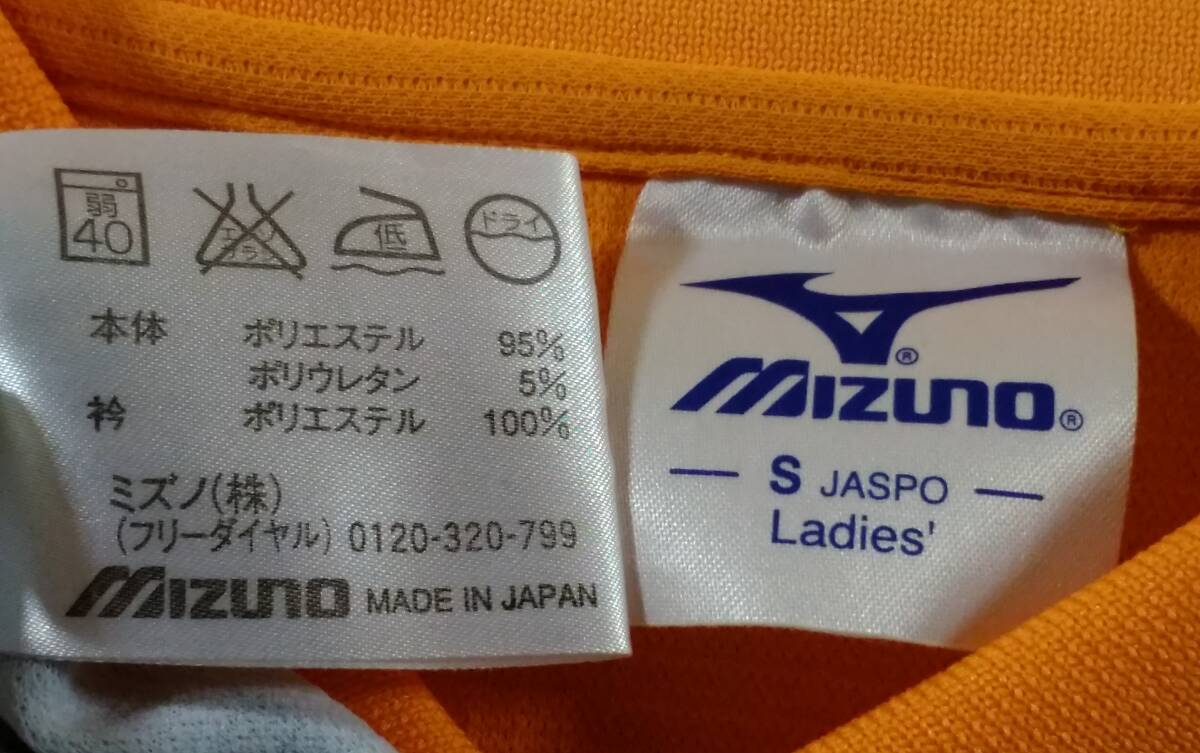 弱
40
エンソ
サラシ
低
ドライ
本体 ポリエステル 95%
ポリウレタン 5%
衿 ポリエステル 100%
ミズノ(株)
(フリーダイヤル) 0120-320-799
MIZUNO MADE IN JAPAN
®
MIZUNO®
S JASPO
Ladies'